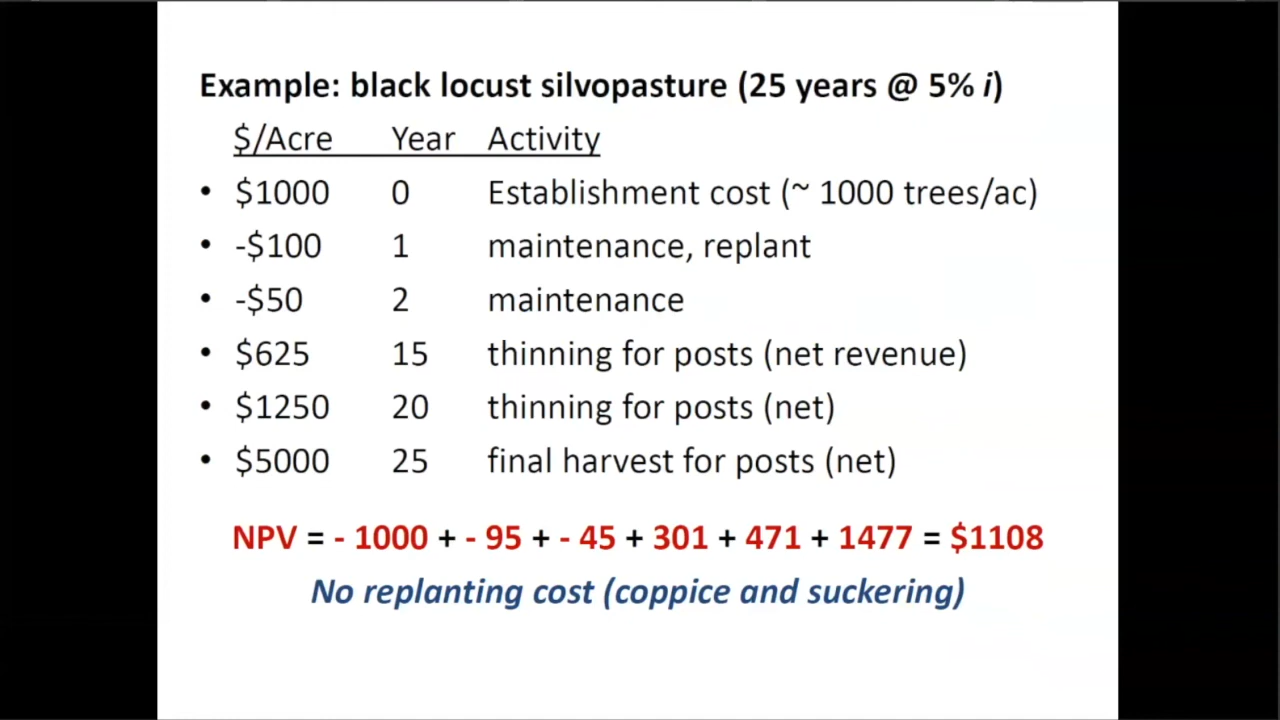 Example: black locust silvopasture (25 years @ 5% i)
$/Acre Year Activity
• $1000 0 Establishment cost (~ 1000 trees/ac)
• -$100 1 maintenance, replant
• -$50 2 maintenance
• $625 15 thinning for posts (net revenue)
• $1250 20 thinning for posts (net)
• $5000 25 final harvest for posts (net)
NPV = - 1000 + - 95 + - 45 + 301 + 471 + 1477 = $1108
No replanting cost (coppice and suckering)